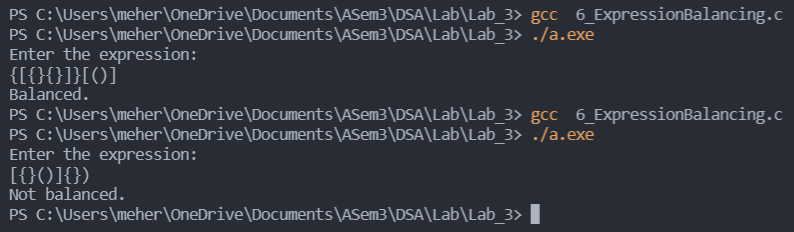 PS C:\Users\meher\OneDrive\Documents\ASem3\DSA\Lab\Lab_3> gcc  6_ExpressionBalancing.c
PS C:\Users\meher\OneDrive\Documents\ASem3\DSA\Lab\Lab_3> ./a.exe
Enter the expression:
{[{}{}]}[()]
Balanced.
PS C:\Users\meher\OneDrive\Documents\ASem3\DSA\Lab\Lab_3> gcc  6_ExpressionBalancing.c
PS C:\Users\meher\OneDrive\Documents\ASem3\DSA\Lab\Lab_3> ./a.exe
Enter the expression:
[{}()]{})
Not balanced.
PS C:\Users\meher\OneDrive\Documents\ASem3\DSA\Lab\Lab_3>